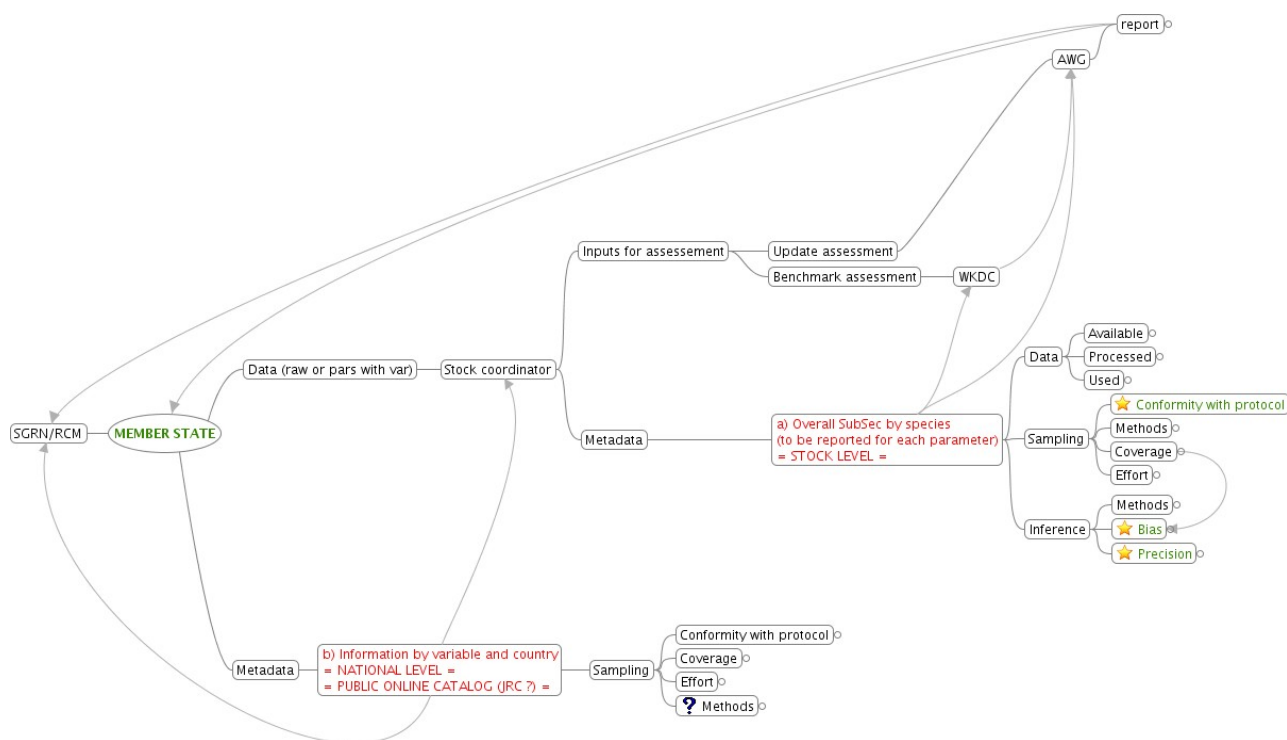 report
AWG
Inputs for assessement
Update assessment
Benchmark assessment
WKDC
Data (raw or pars with var)
Stock coordinator
SGRN/RCM
MEMBER STATE
Metadata
a) Overall SubSec by species
(to be reported for each parameter)
= STOCK LEVEL =
Data
Available
Processed
Used
Sampling
Conformity with protocol
Methods
Coverage
Effort
Inference
Methods
Bias
Precision
Metadata
b) Information by variable and country
= NATIONAL LEVEL =
= PUBLIC ONLINE CATALOG (JRC ?) =
Sampling
Conformity with protocol
Coverage
Effort
? Methods